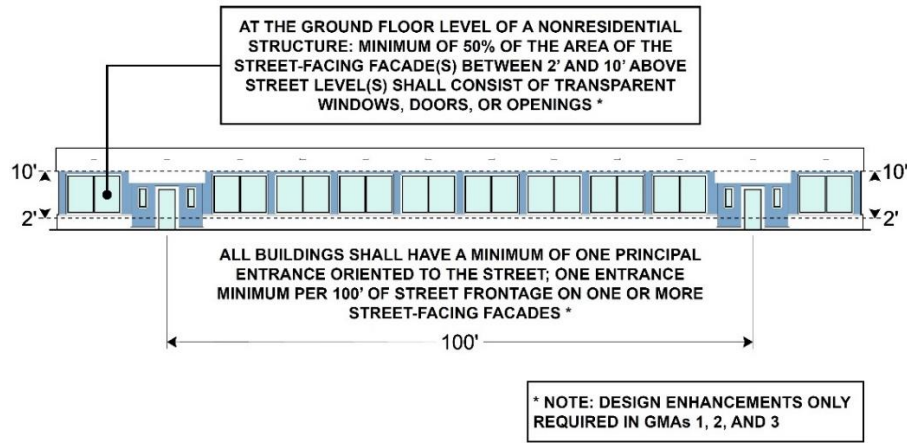 AT THE GROUND FLOOR LEVEL OF A NONRESIDENTIAL
STRUCTURE: MINIMUM OF 50% OF THE AREA OF THE
STREET-FACING FACADE(S) BETWEEN 2' AND 10' ABOVE
STREET LEVEL(S) SHALL CONSIST OF TRANSPARENT
WINDOWS, DOORS, OR OPENINGS *
10'
10'
2'
2'
ALL BUILDINGS SHALL HAVE A MINIMUM OF ONE PRINCIPAL
ENTRANCE ORIENTED TO THE STREET; ONE ENTRANCE
MINIMUM PER 100' OF STREET FRONTAGE ON ONE OR MORE
STREET-FACING FACADES *
100'
* NOTE: DESIGN ENHANCEMENTS ONLY
REQUIRED IN GMAs 1, 2, AND 3